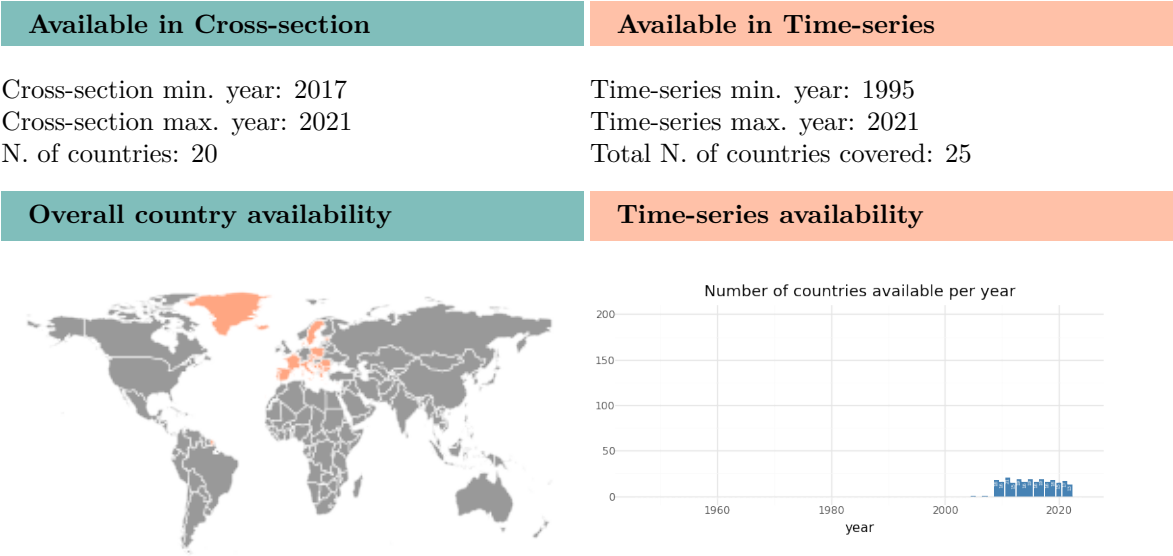 Available in Cross-section
Available in Time-series
Cross-section min. year: 2017
Cross-section max. year: 2021
N. of countries: 20
Time-series min. year: 1995
Time-series max. year: 2021
Total N. of countries covered: 25
Overall country availability
Time-series availability
Number of countries available per year
200
150
100
50
0
1960
1980
2000
2020
year